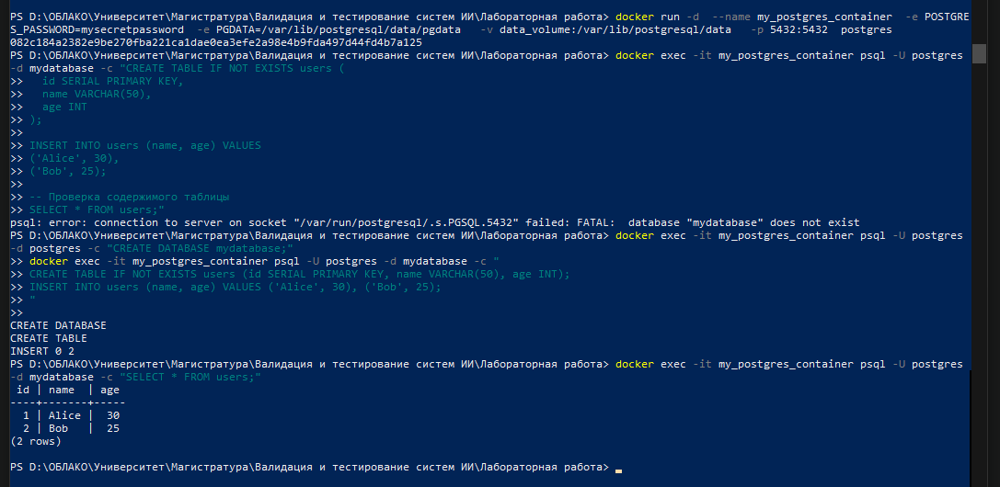 PS D:\ОБЛАКО\Университет\Магистратура\Валидация и тестирование систем ИИ\Лабораторная работа> docker run -d  --name my_postgres_container  -e POSTGRE
S_PASSWORD=mysecretpassword  -e PGDATA=/var/lib/postgresql/data/pgdata   -v data_volume:/var/lib/postgresql/data   -p 5432:5432  postgres
082c184a2382e9be270fba221ca1dae0ea3efe2a98e4b9fda497d44fd4b7a125
PS D:\ОБЛАКО\Университет\Магистратура\Валидация и тестирование систем ИИ\Лабораторная работа> docker exec -it my_postgres_container psql -U postgres
-d mydatabase -c "CREATE TABLE IF NOT EXISTS users (
>>   id SERIAL PRIMARY KEY,
>>   name VARCHAR(50),
>>   age INT
>> );
>>
>> INSERT INTO users (name, age) VALUES
>> ('Alice', 30),
>> ('Bob', 25);
>>
>> -- Проверка содержимого таблицы
>> SELECT * FROM users;"
psql: error: connection to server on socket "/var/run/postgresql/.s.PGSQL.5432" failed: FATAL:  database "mydatabase" does not exist
PS D:\ОБЛАКО\Университет\Магистратура\Валидация и тестирование систем ИИ\Лабораторная работа> docker exec -it my_postgres_container psql -U postgres
-d postgres -c "CREATE DATABASE mydatabase;"
>> docker exec -it my_postgres_container psql -U postgres -d mydatabase -c "
>> CREATE TABLE IF NOT EXISTS users (id SERIAL PRIMARY KEY, name VARCHAR(50), age INT);
>> INSERT INTO users (name, age) VALUES ('Alice', 30), ('Bob', 25);
>> "
>>
CREATE DATABASE
CREATE TABLE
INSERT 0 2
PS D:\ОБЛАКО\Университет\Магистратура\Валидация и тестирование систем ИИ\Лабораторная работа> docker exec -it my_postgres_container psql -U postgres
-d mydatabase -c "SELECT * FROM users;"
 id | name  | age
----+-------+-----
  1 | Alice |  30
  2 | Bob   |  25
(2 rows)
PS D:\ОБЛАКО\Университет\Магистратура\Валидация и тестирование систем ИИ\Лабораторная работа>